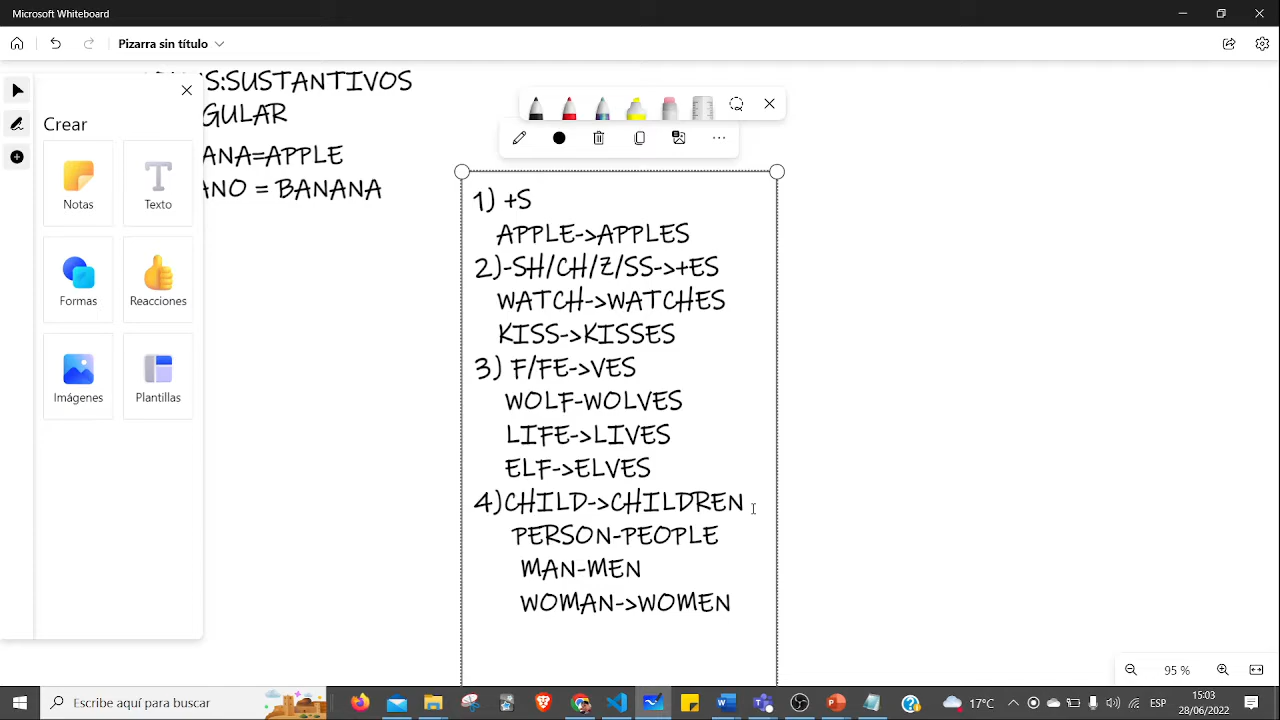 Microsoft Whiteboard
Pizarra sin título
S:SUSTANTIVOS
GULAR
ANA=APPLE
ANO = BANANA
Crear
Notas
Texto
Formas
Reacciones
Imágenes
Plantillas
1) +S
APPLE->APPLES
2)-SH/CH/Z/SS->+ES
WATCH->WATCHES
KISS->KISSES
3) F/FE->VES
WOLF-WOLVES
LIFE->LIVES
ELF->ELVES
4)CHILD->CHILDREN
PERSON-PEOPLE
MAN-MEN
WOMAN->WOMEN
95 %
Escribe aquí para buscar
17°C
ESP
15:03
28/06/2022